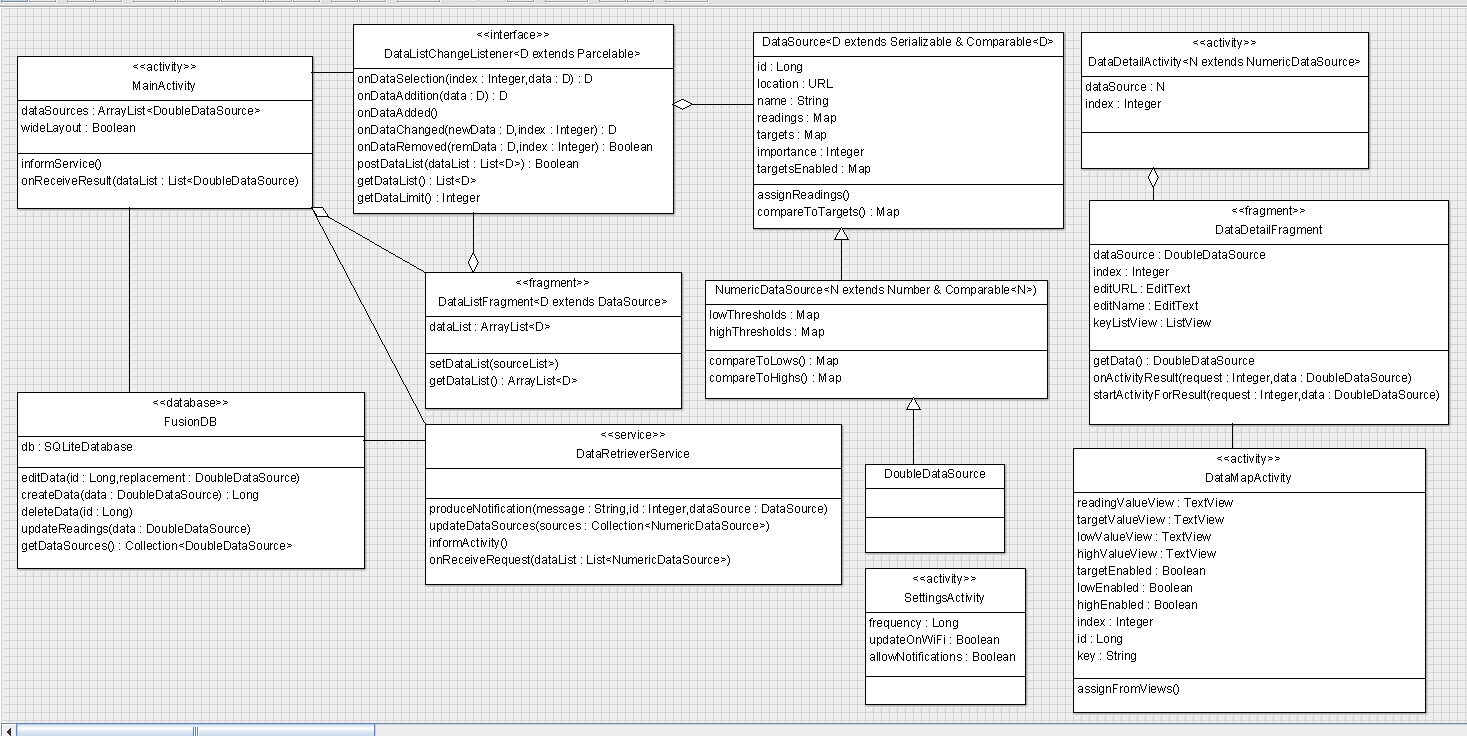 <<activity>>
MainActivity
dataSources : ArrayList<DoubleDataSource>
wideLayout : Boolean
informService()
onReceiveResult(dataList : List<DoubleDataSource)
<<interface>>
DataListChangeListener<D extends Parcelable>
onDataSelection(index : Integer,data : D) : D
onDataAddition(data : D) : D
onDataAdded()
onDataChanged(newData : D,index : Integer) : D
onDataRemoved(remData : D,index : Integer) : Boolean
postDataList(dataList : List<D>) : Boolean
getDataList() : List<D>
getDataLimit() : Integer
DataSource<D extends Serializable & Comparable<D>
id : Long
location : URL
name : String
readings : Map
targets : Map
importance : Integer
targetsEnabled : Map
assignReadings()
compareToTargets() : Map
<<activity>>
DataDetailActivity<N extends NumericDataSource>
dataSource : N
index : Integer
<<fragment>>
DataDetailFragment
dataSource : DoubleDataSource
index : Integer
editURL : EditText
editName : EditText
keyListView : ListView
getData() : DoubleDataSource
onActivityResult(request : Integer,data : DoubleDataSource)
startActivityForResult(request : Integer,data : DoubleDataSource)
<<fragment>>
DataListFragment<D extends DataSource>
dataList : ArrayList<D>
setDataList(sourceList>)
getDataList() : ArrayList<D>
NumericDataSource<N extends Number & Comparable<N>)
lowThresholds : Map
highThresholds : Map
compareToLows() : Map
compareToHighs() : Map
<<database>>
FusionDB
db : SQLiteDatabase
editData(id : Long,replacement : DoubleDataSource)
createData(data : DoubleDataSource) : Long
deleteData(id : Long)
updateReadings(data : DoubleDataSource)
getDataSources() : Collection<DoubleDataSource>
<<service>>
DataRetrieverService
produceNotification(message : String,id : Integer,dataSource : DataSource)
updateDataSources(sources : Collection<NumericDataSource>)
informActivity()
onReceiveRequest(dataList : List<NumericDataSource>)
DoubleDataSource
<<activity>>
SettingsActivity
frequency : Long
updateOnWiFi : Boolean
allowNotifications : Boolean
<<activity>>
DataMapActivity
readingValueView : TextView
targetValueView : TextView
lowValueView : TextView
highValueView : TextView
targetEnabled : Boolean
lowEnabled : Boolean
highEnabled : Boolean
index : Integer
id : Long
key : String
assignFromViews()